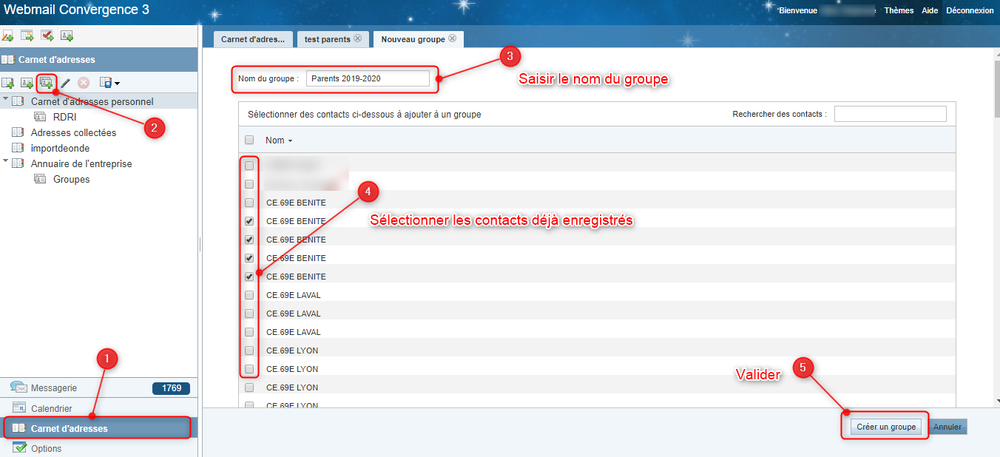 Webmail Convergence 3
Bienvenue
Thèmes Aide Déconnexion
Carnet d'adres... test parents Nouveau groupe
Carnet d'adresses
Carnet d'adresses personnel
RDRI
Adresses collectées
importdeonde
Annuaire de l'entreprise
Groupes
2
Nom du groupe : Parents 2019-2020
3
Saisir le nom du groupe
Sélectionner des contacts ci-dessous à ajouter à un groupe
Rechercher des contacts :
Nom
CE.69E BENITE
CE.69E BENITE
CE.69E BENITE
CE.69E BENITE
CE.69E BENITE
CE.69E LAVAL
CE.69E LAVAL
CE.69E LAVAL
CE.69E LYON
CE.69E LYON
CE.69E LYON
CE.69E LYON
4
Sélectionner les contacts déjà enregistrés
1
Messagerie 1769
Calendrier
Carnet d'adresses
Options
Valider
5
Créer un groupe
Annuler